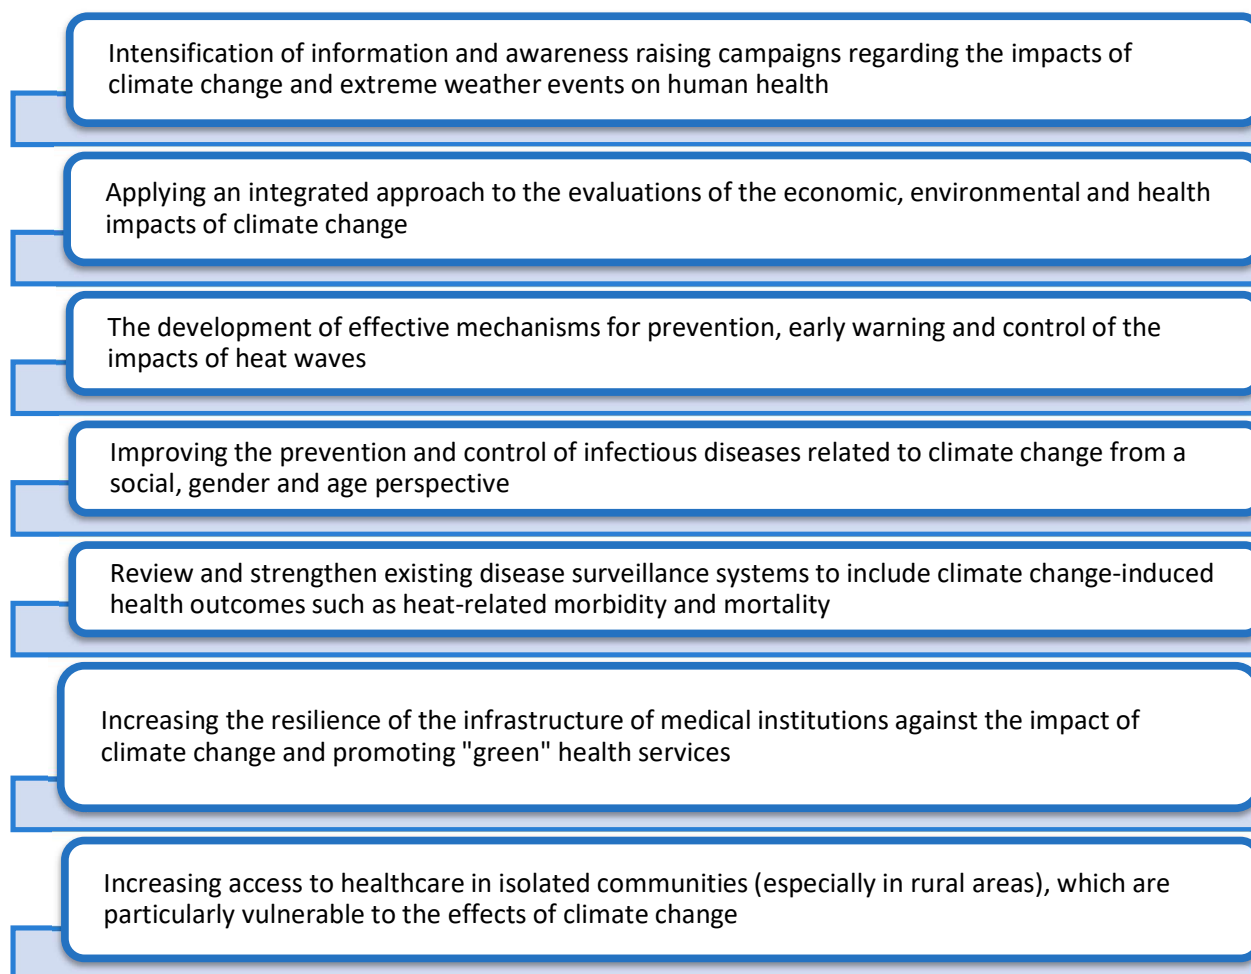 Intensification of information and awareness raising campaigns regarding the impacts of
climate change and extreme weather events on human health
Applying an integrated approach to the evaluations of the economic, environmental and health
impacts of climate change
The development of effective mechanisms for prevention, early warning and control of the
impacts of heat waves
Improving the prevention and control of infectious diseases related to climate change from a
social, gender and age perspective
Review and strengthen existing disease surveillance systems to include climate change-induced
health outcomes such as heat-related morbidity and mortality
Increasing the resilience of the infrastructure of medical institutions against the impact of
climate change and promoting "green" health services
Increasing access to healthcare in isolated communities (especially in rural areas), which are
particularly vulnerable to the effects of climate change